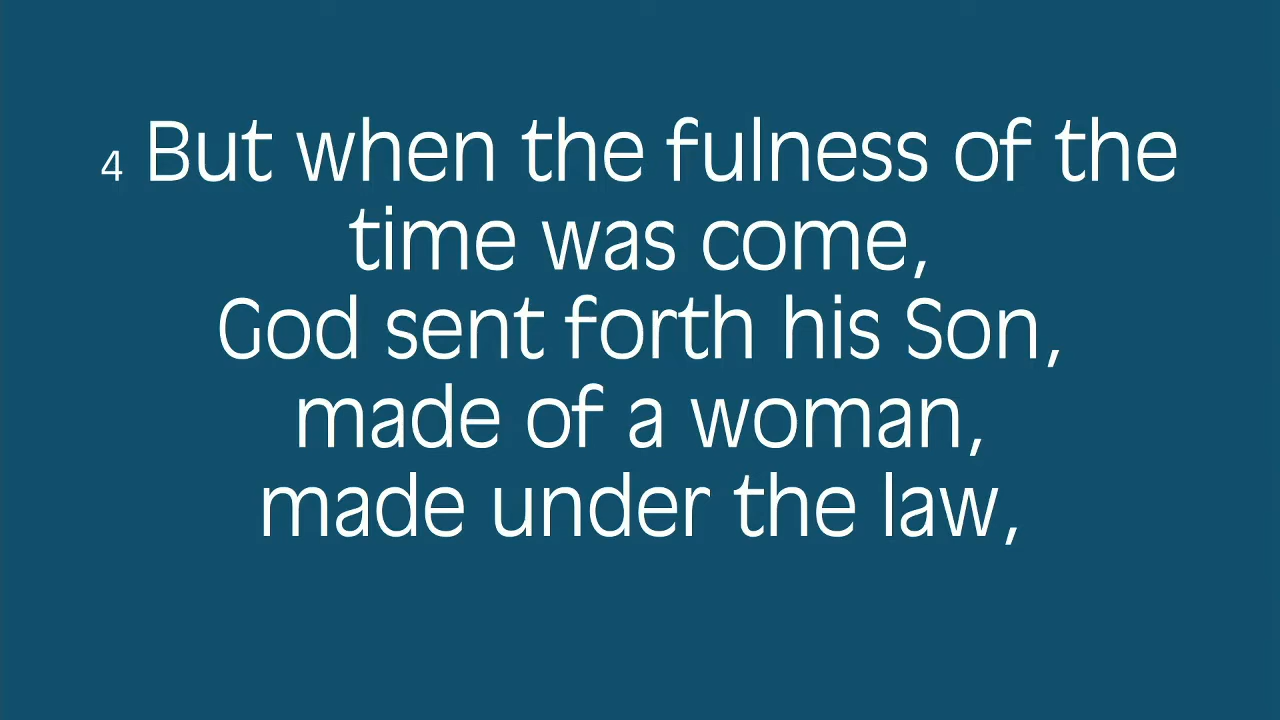 4 But when the fulness of the
time was come,
God sent forth his Son,
made of a woman,
made under the law,